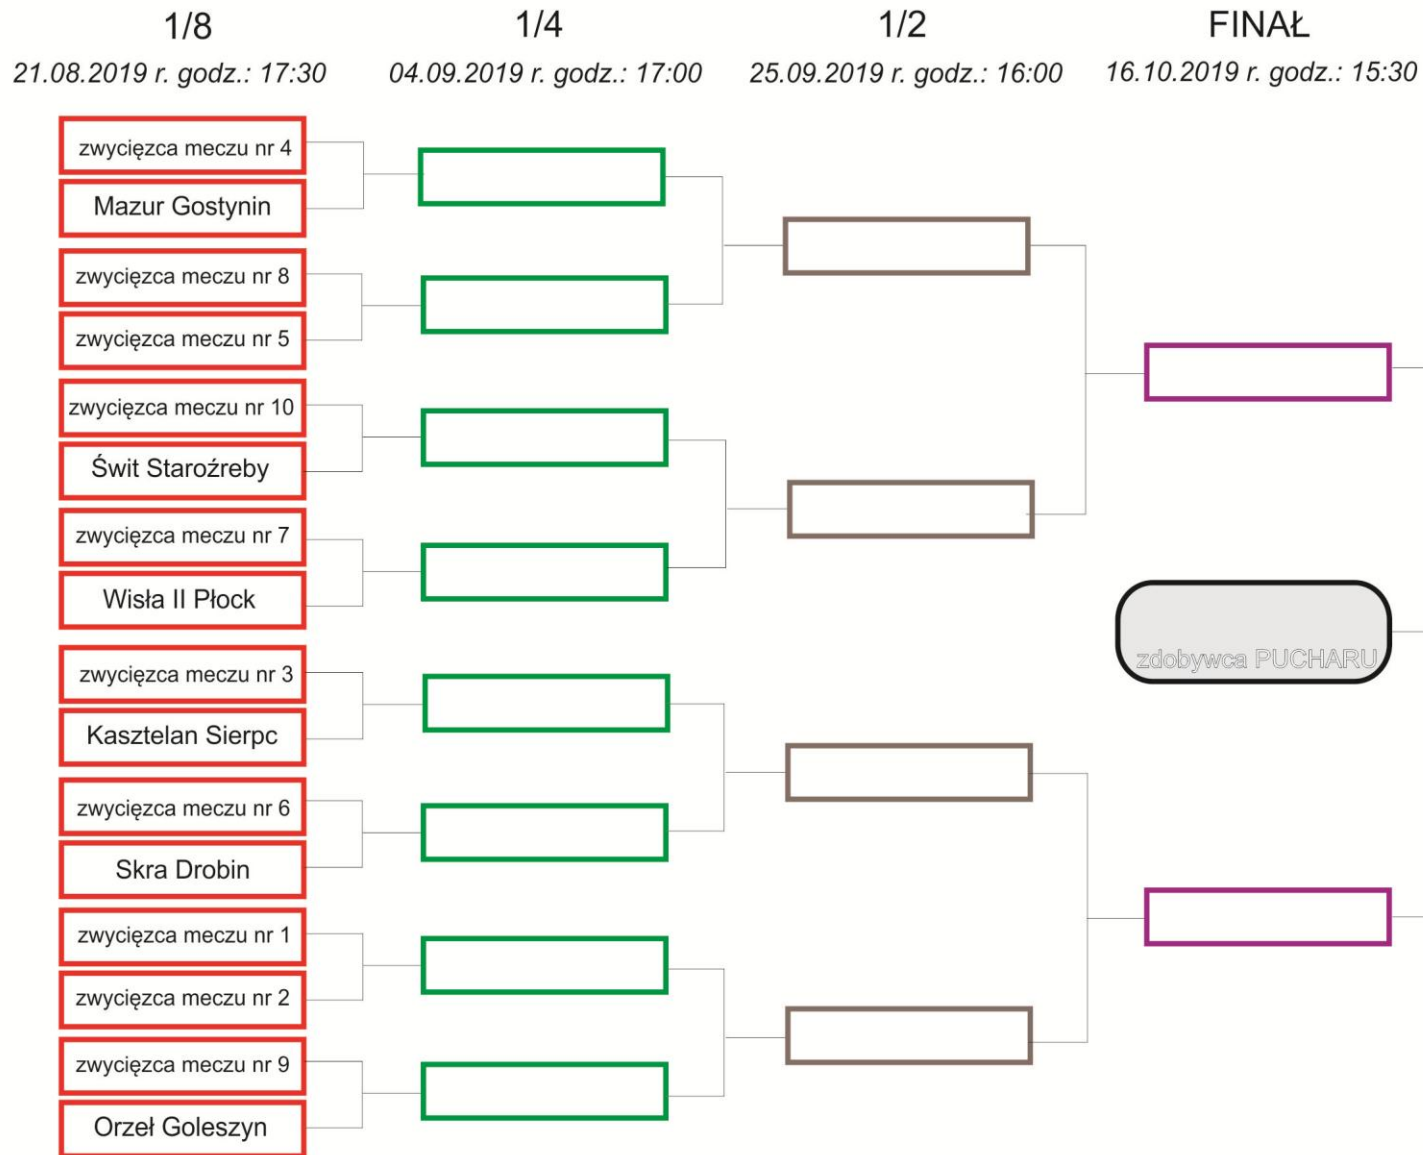 1/8
1/4
1/2
FINAŁ
21.08.2019 r. godz.: 17:30
04.09.2019 r. godz.: 17:00
25.09.2019 r. godz.: 16:00
16.10.2019 r. godz.: 15:30
zwycięzca meczu nr 4
Mazur Gostynin
zwycięzca meczu nr 8
zwycięzca meczu nr 5
zwycięzca meczu nr 10
Świt Staroźreby
zwycięzca meczu nr 7
Wisła II Płock
zwycięzca meczu nr 3
Kasztelan Sierpc
zwycięzca meczu nr 6
Skra Drobin
zwycięzca meczu nr 1
zwycięzca meczu nr 2
zwycięzca meczu nr 9
Orzeł Goleszyn
zdobywca PUCHARU